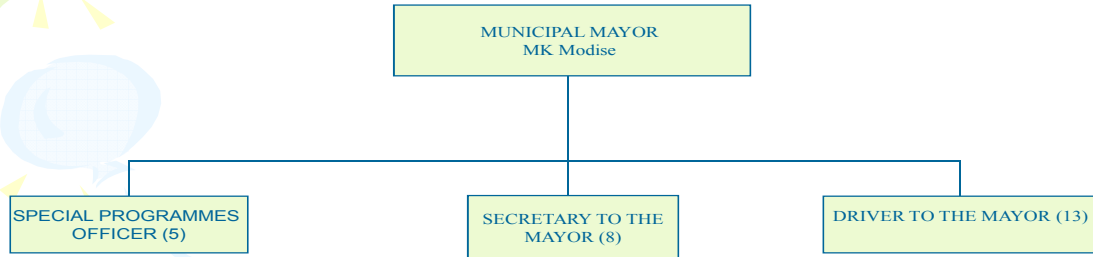 MUNICIPAL MAYOR
MK Modise
SPECIAL PROGRAMMES
OFFICER (5)
SECRETARY TO THE
MAYOR (8)
DRIVER TO THE MAYOR (13)